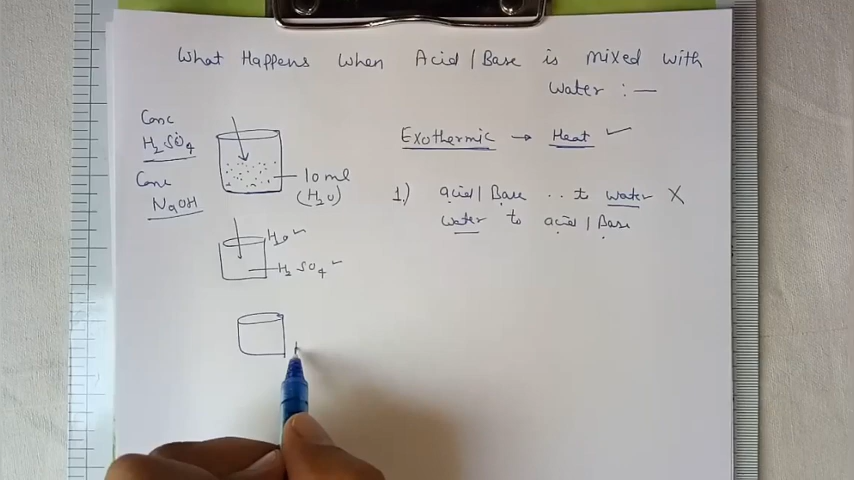 What Happens when Acid / Base is mixed with
water : —
Conc
H₂SO₄
Conc
NaOH
10 ml
(H₂O)
H₂O ✓
H₂SO₄ ✓
Exothermic → Heat ✓
1.) acid / Base .. to water X
water to acid / Base